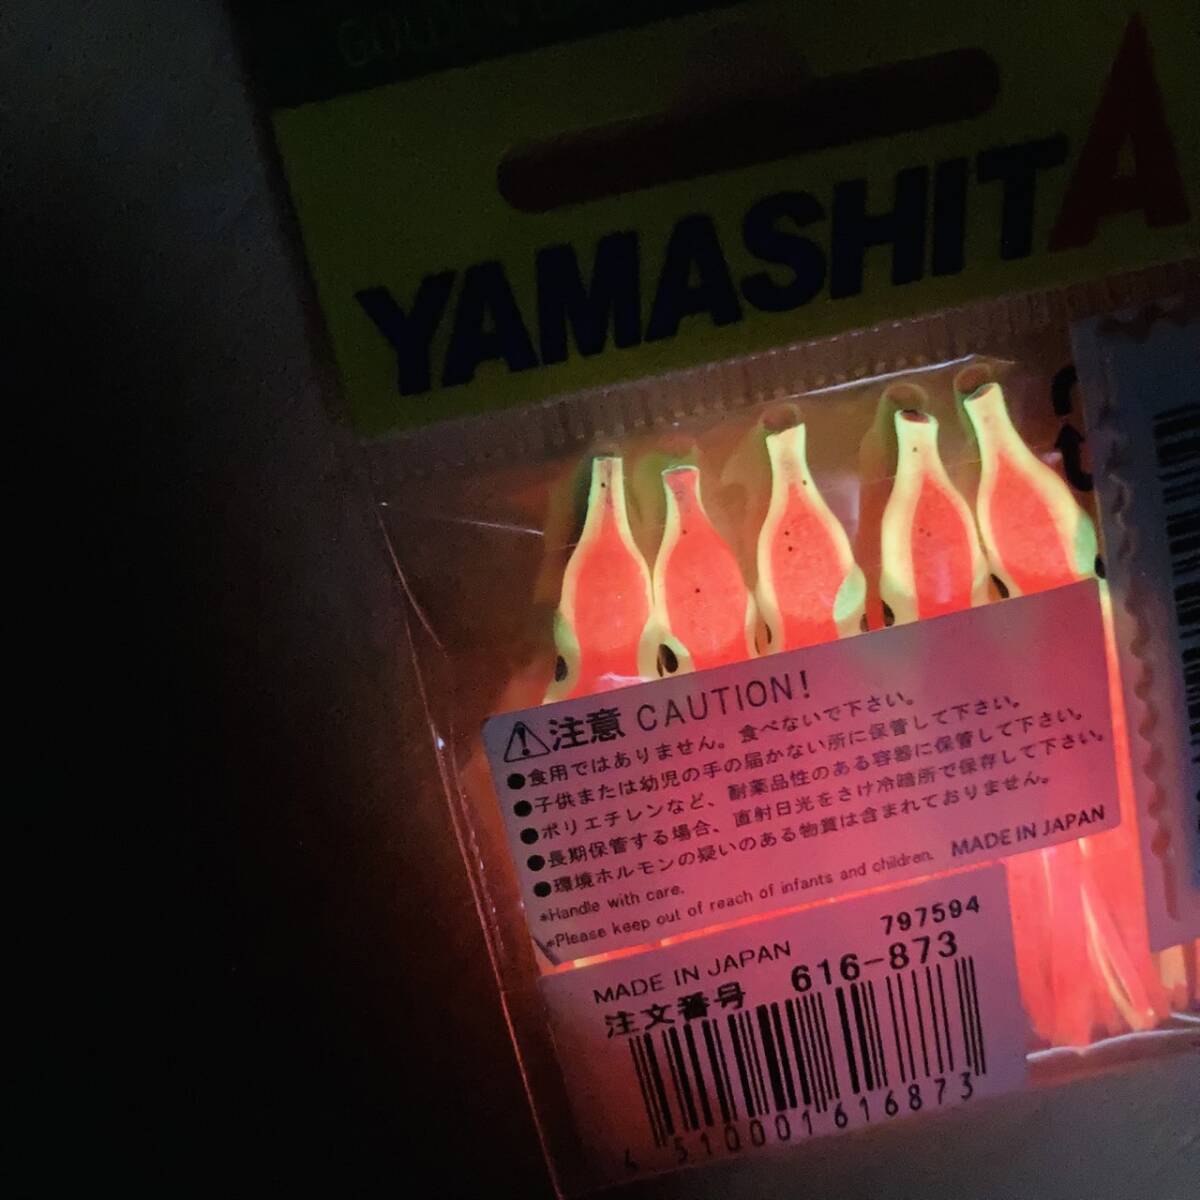 YAMASHITA
注意 CAUTION!
●食用ではありません。食べないで下さい。
●子供または幼児の手の届かない所に保管して下さい。
●ポリエチレンなど、耐薬品性のある容器に保管して下さい。
●長期保管する場合、直射日光をさけ冷暗所で保存して下さい。
●環境ホルモンの疑いのある物質は含まれておりません。
*Handle with care.
*Please keep out of reach of infants and children.
MADE IN JAPAN
797594
MADE IN JAPAN
注文番号 616-873
4 510001 616873